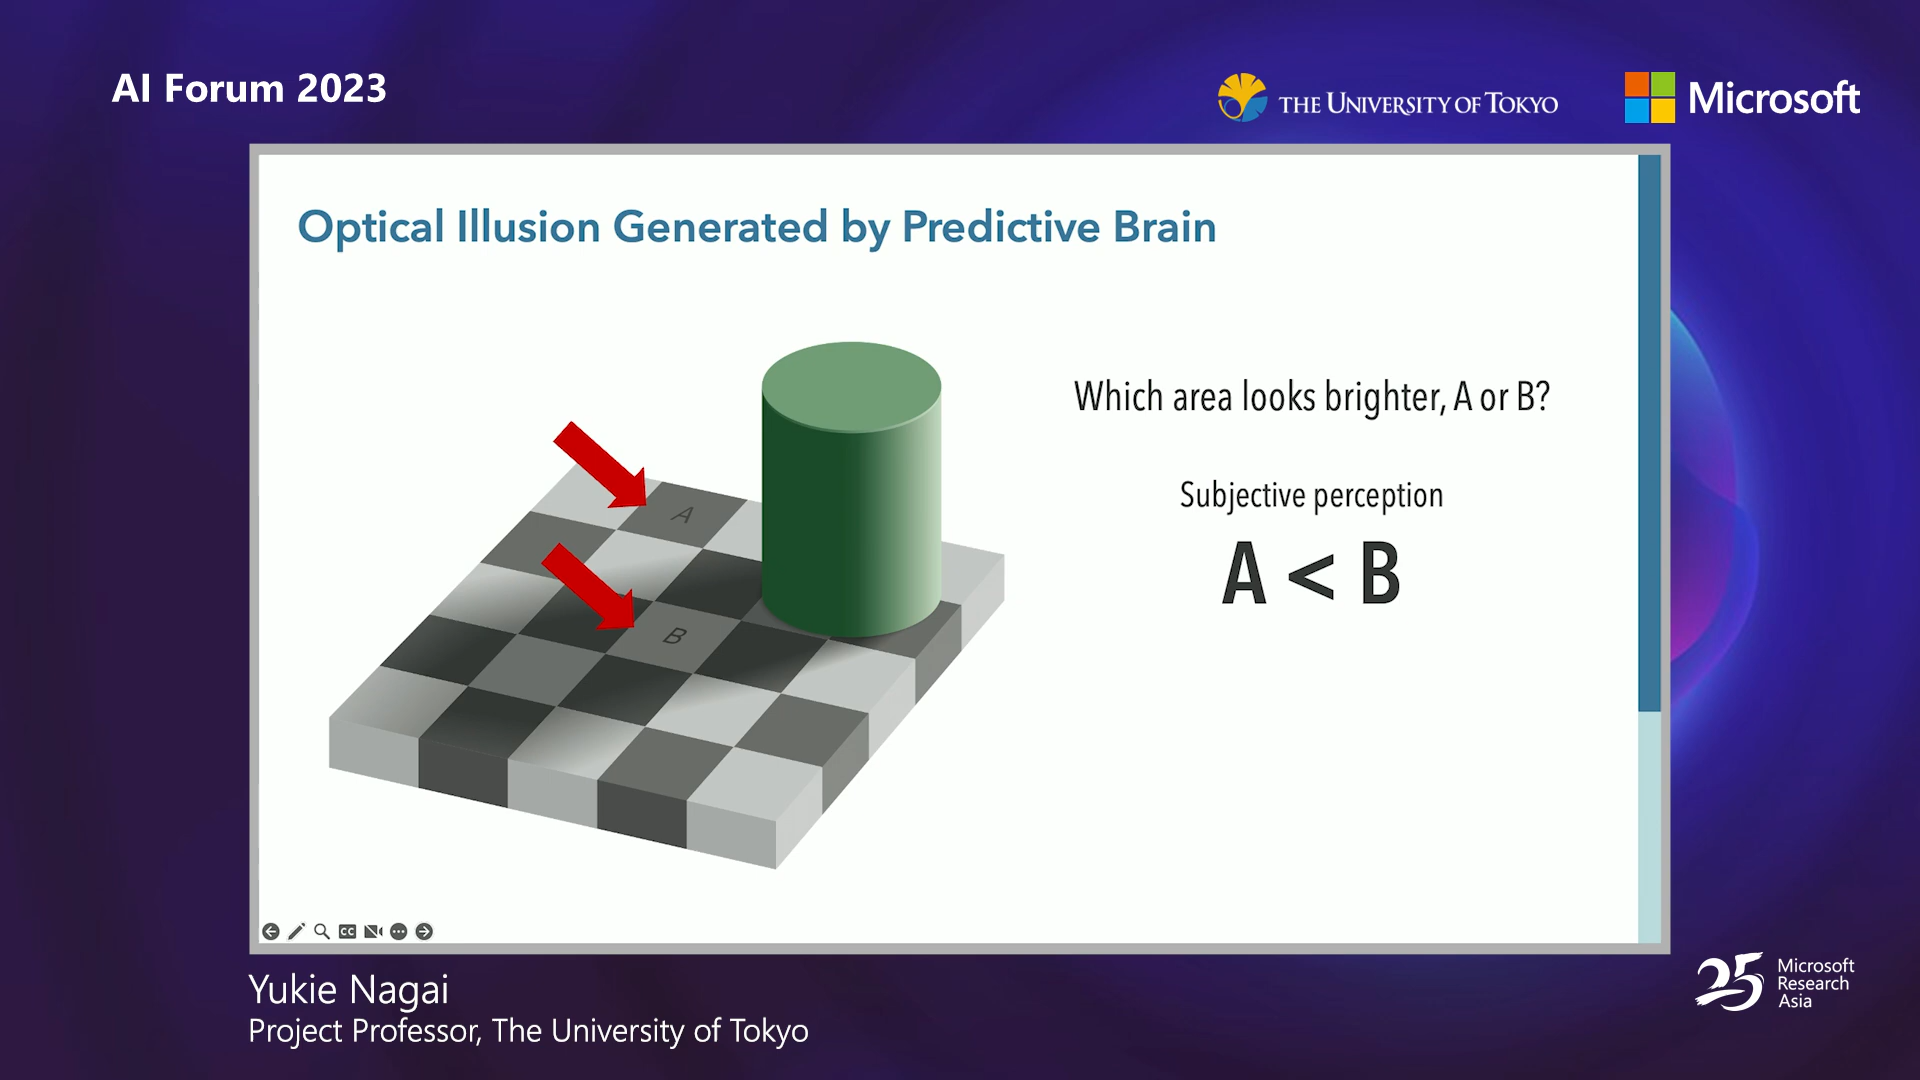 AI Forum 2023
THE UNIVERSITY OF TOKYO
Microsoft
Optical Illusion Generated by Predictive Brain
Which area looks brighter, A or B?
Subjective perception
A < B
A
B
CC
Yukie Nagai
Project Professor, The University of Tokyo
25
Microsoft
Research
Asia